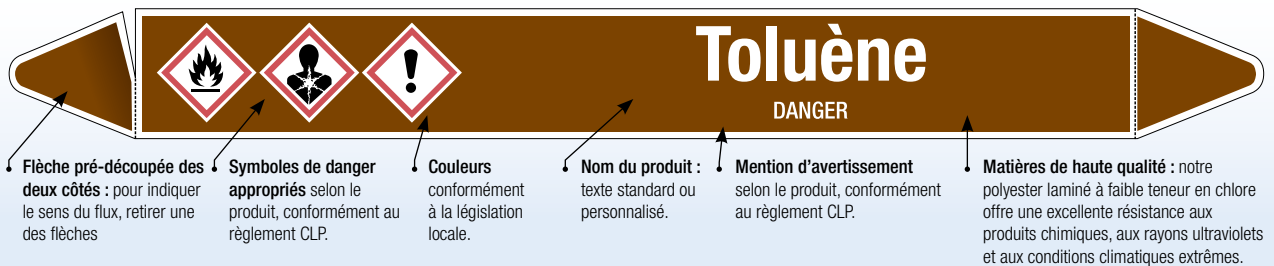 Toluène
DANGER
Flèche pré-découpée des
deux côtés : pour indiquer
le sens du flux, retirer une
des flèches
Symboles de danger
appropriés selon le
produit, conformément au
règlement CLP.
Couleurs
conformément
à la législation
locale.
Nom du produit :
texte standard ou
personnalisé.
Mention d'avertissement
selon le produit, conformément
au règlement CLP.
Matières de haute qualité : notre
polyester laminé à faible teneur en chlore
offre une excellente résistance aux
produits chimiques, aux rayons ultraviolets
et aux conditions climatiques extrêmes.